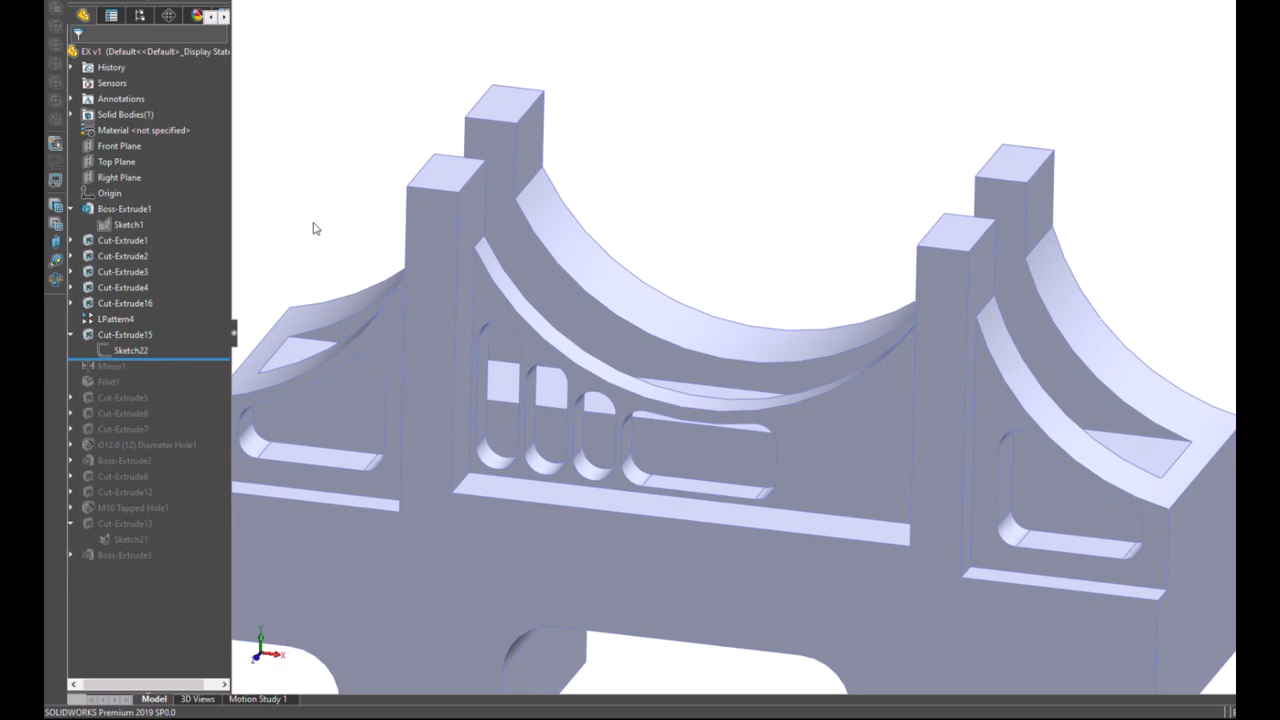 EX v1 (Default<<Default>_Display State
History
Sensors
Annotations
Solid Bodies(1)
Material <not specified>
Front Plane
Top Plane
Right Plane
Origin
Boss-Extrude1
Sketch1
Cut-Extrude1
Cut-Extrude2
Cut-Extrude3
Cut-Extrude4
Cut-Extrude16
LPattern4
Cut-Extrude15
Sketch22
Mirror1
Fillet1
Cut-Extrude5
Cut-Extrude6
Cut-Extrude7
Ø12.0 (12) Diameter Hole1
Boss-Extrude2
Cut-Extrude8
Cut-Extrude12
M10 Tapped Hole1
Cut-Extrude13
Sketch21
Boss-Extrude3
Y
X
Z
Model 3D Views Motion Study 1
SOLIDWORKS Premium 2019 SP0.0